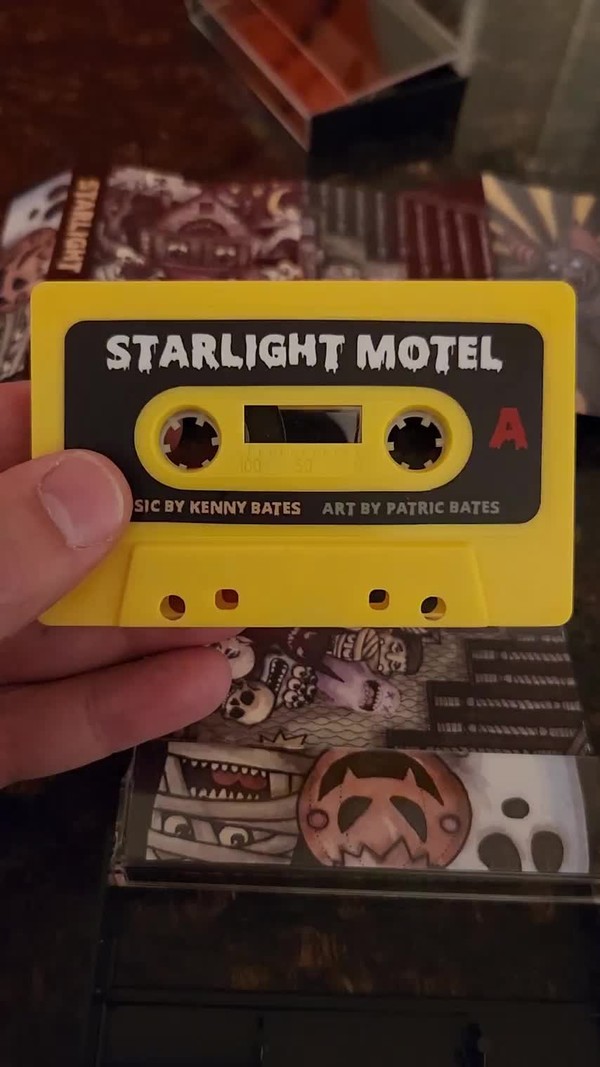 STARLIGHT
STARLIGHT MOTEL
A
100 50
SIC BY KENNY BATES ART BY PATRIC BATES